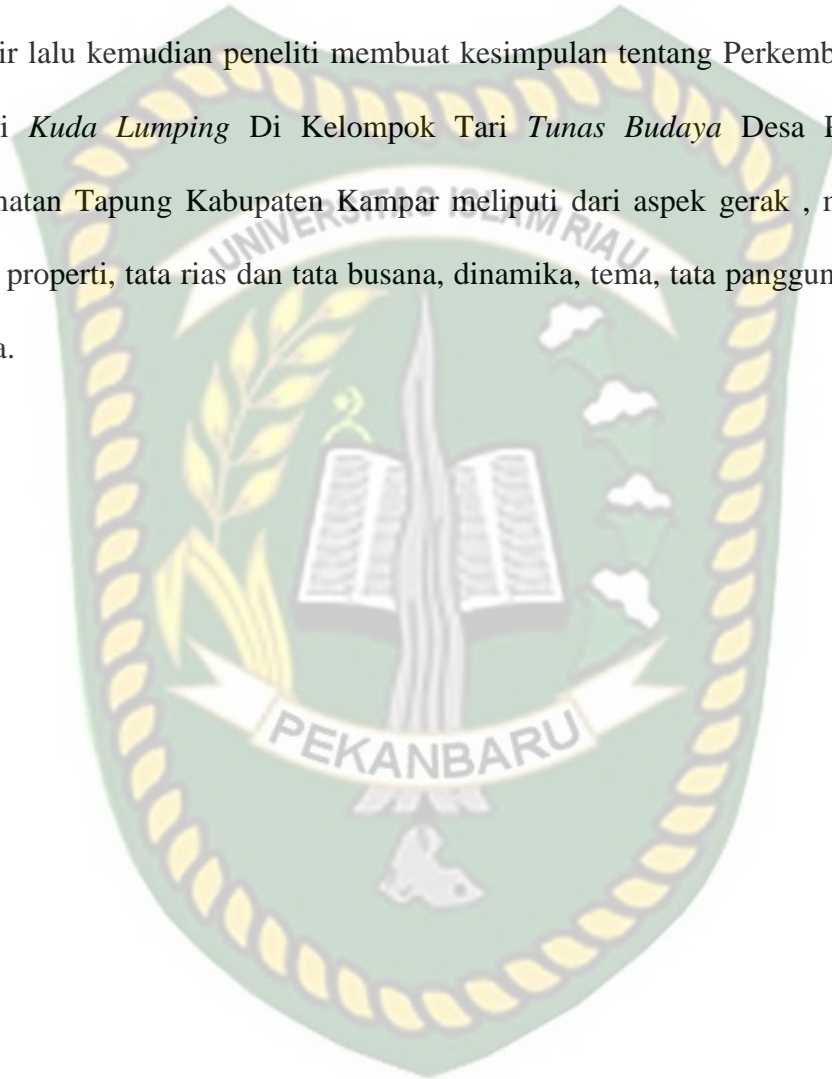 ir lalu kemudian peneliti membuat kesimpulan tentang Perkemb
i Kuda Lumping Di Kelompok Tari Tunas Budaya Desa
matan Tapung Kabupaten Kampar meliputi dari aspek gerak ,
properti, tata rias dan tata busana, dinamika, tema, tata panggun
a.
UNIVERSITAS ISLAM RIAU
PEKANBARU